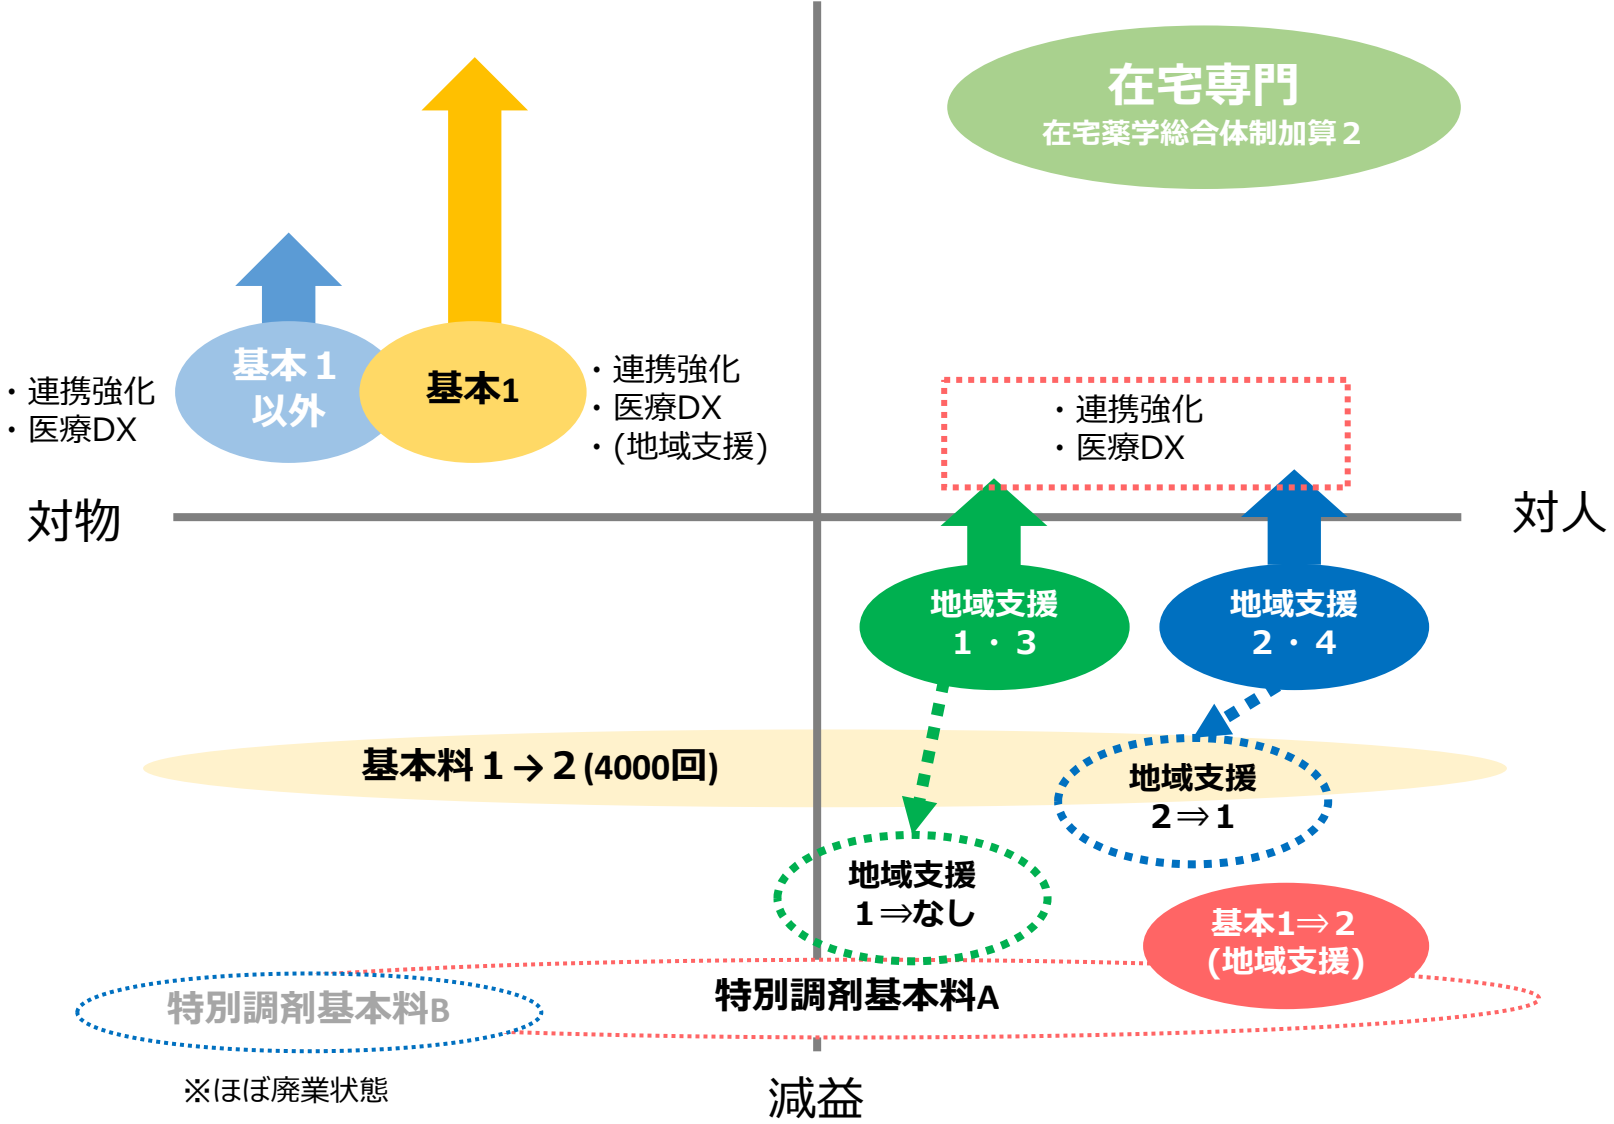 在宅専門
在宅薬学総合体制加算２
基本１
以外
基本1
・連携強化
・医療DX
・連携強化
・医療DX
・(地域支援)
・連携強化
・医療DX
対物
対人
地域支援
１・３
地域支援
２・４
基本料１→２(4000回)
地域支援
２⇒１
地域支援
１⇒なし
基本1⇒２
(地域支援)
特別調剤基本料A
特別調剤基本料B
※ほぼ廃業状態
減益